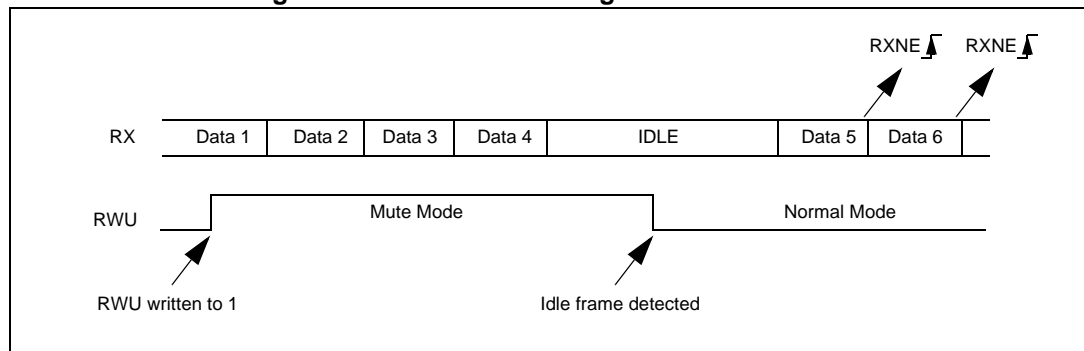 RXNE RXNE
RX Data 1 Data 2 Data 3 Data 4 IDLE Data 5 Data 6
RWU Mute Mode Normal Mode
RWU written to 1 Idle frame detected